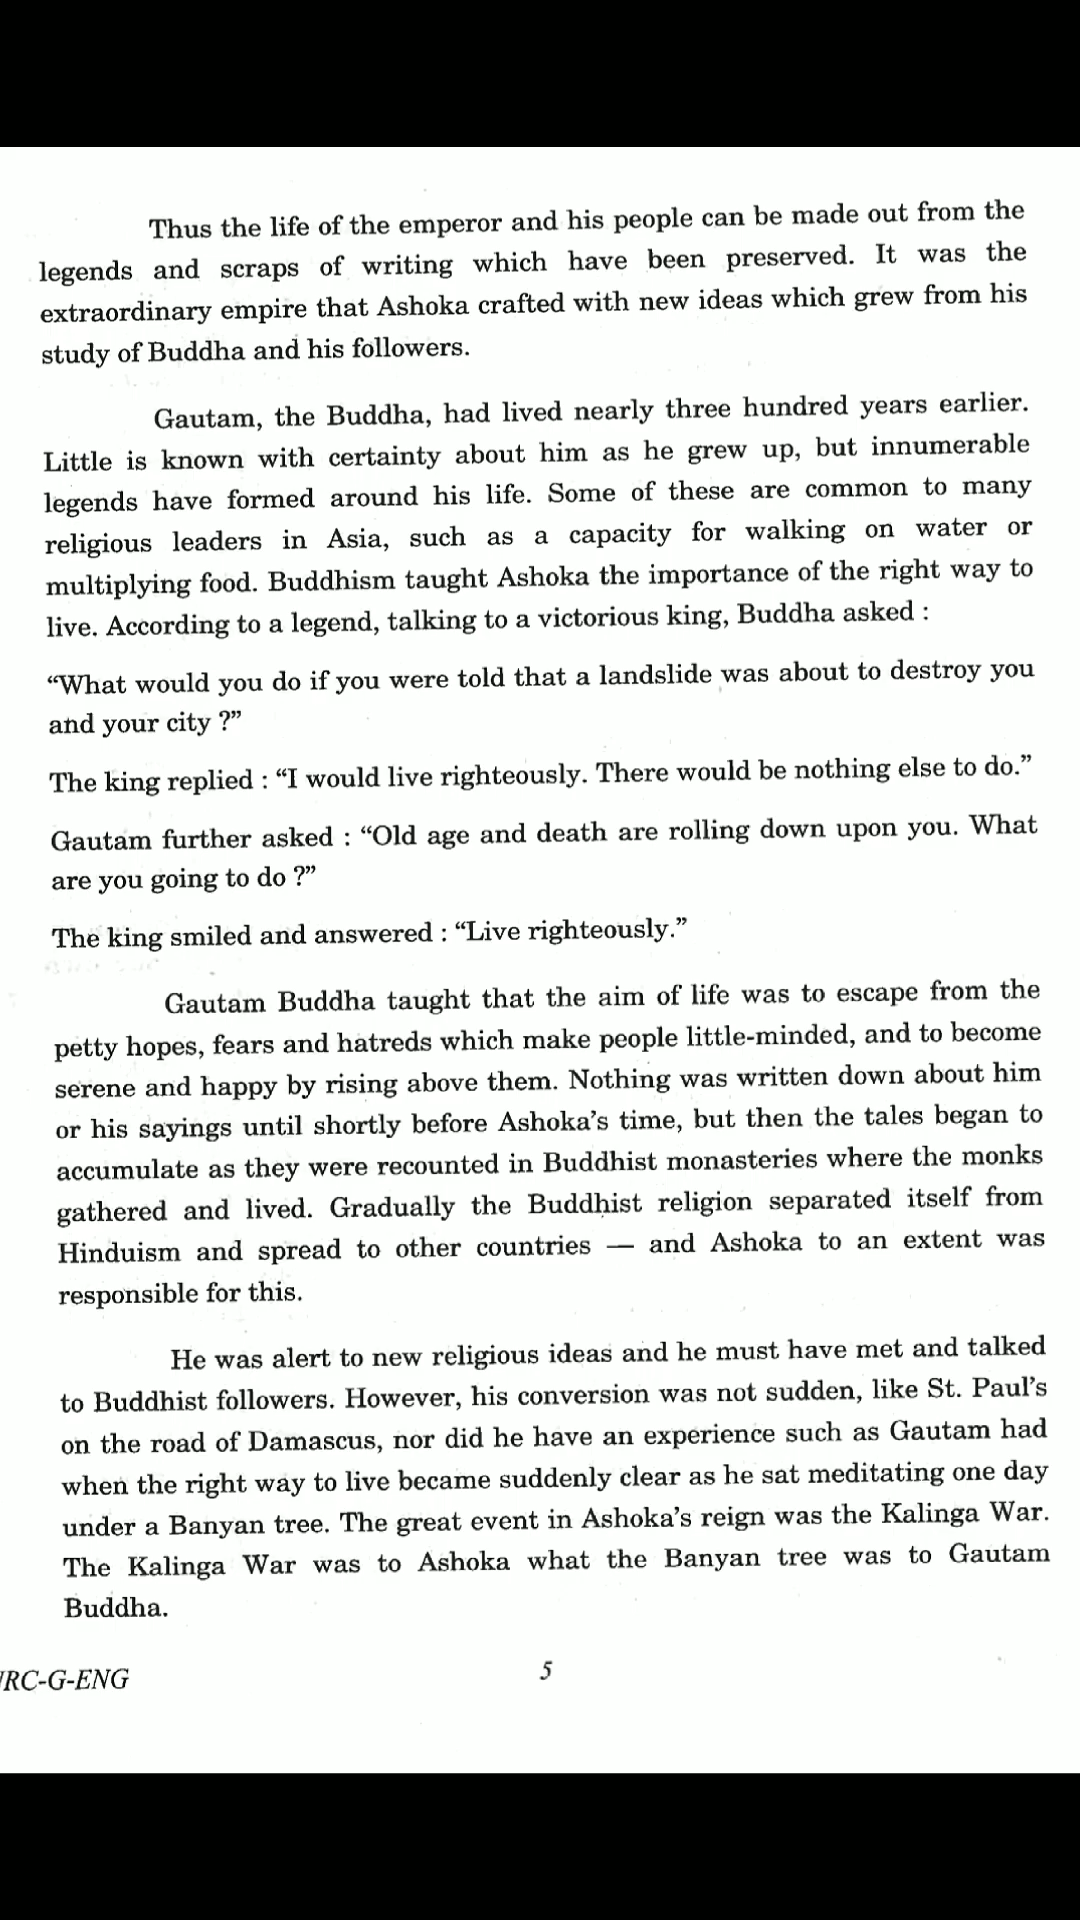 Thus the life of the emperor and his people can be made out from the
legends and scraps of writing which have been preserved. It was the
extraordinary empire that Ashoka crafted with new ideas which grew from his
study of Buddha and his followers.
Gautam, the Buddha, had lived nearly three hundred years earlier.
Little is known with certainty about him as he grew up, but innumerable
legends have formed around his life. Some of these are common to many
religious leaders in Asia, such as a capacity for walking on water or
multiplying food. Buddhism taught Ashoka the importance of the right way to
live. According to a legend, talking to a victorious king, Buddha asked :
“What would you do if you were told that a landslide was about to destroy you
and your city ?”
The king replied : “I would live righteously. There would be nothing else to do.”
Gautam further asked : “Old age and death are rolling down upon you. What
are you going to do ?”
The king smiled and answered : “Live righteously.”
Gautam Buddha taught that the aim of life was to escape from the
petty hopes, fears and hatreds which make people little-minded, and to become
serene and happy by rising above them. Nothing was written down about him
or his sayings until shortly before Ashoka’s time, but then the tales began to
accumulate as they were recounted in Buddhist monasteries where the monks
gathered and lived. Gradually the Buddhist religion separated itself from
Hinduism and spread to other countries — and Ashoka to an extent was
responsible for this.
He was alert to new religious ideas and he must have met and talked
to Buddhist followers. However, his conversion was not sudden, like St. Paul’s
on the road of Damascus, nor did he have an experience such as Gautam had
when the right way to live became suddenly clear as he sat meditating one day
under a Banyan tree. The great event in Ashoka’s reign was the Kalinga War.
The Kalinga War was to Ashoka what the Banyan tree was to Gautam
Buddha.
RC-G-ENG 5